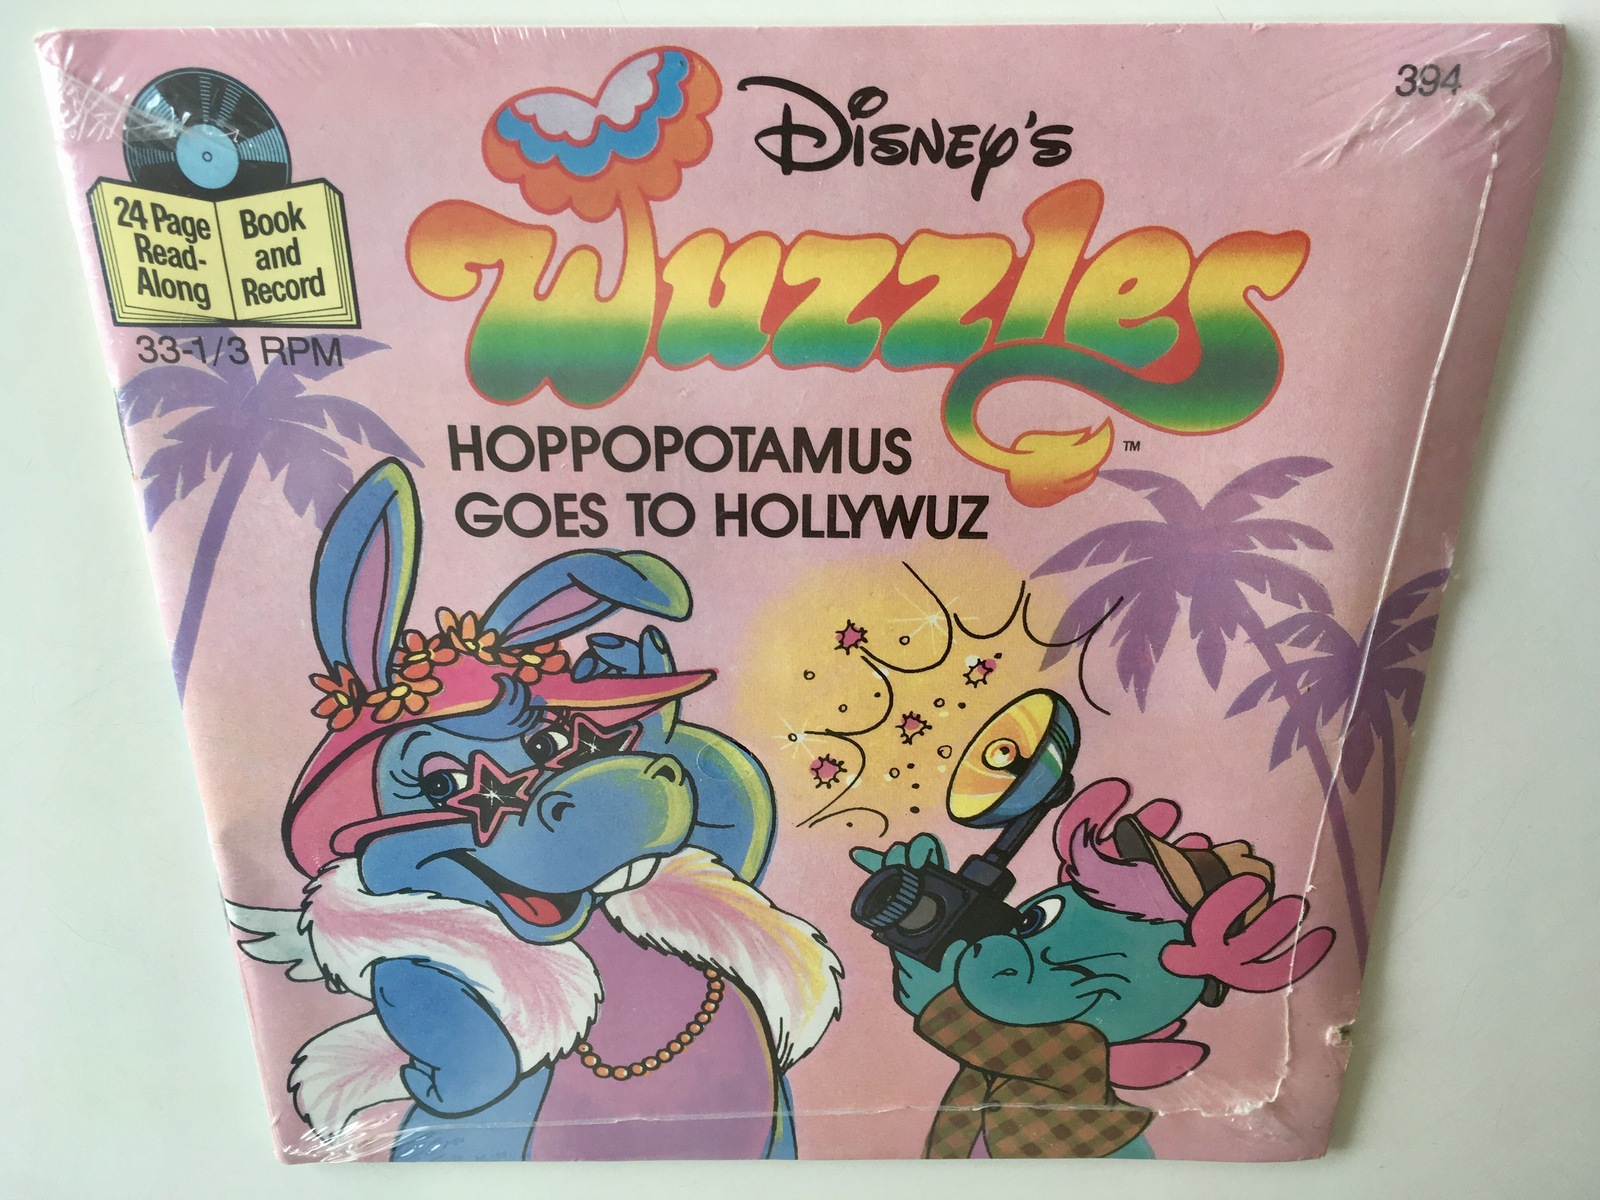 394
Disney's
Wuzzles
TM
24 Page
Read-
Along
Book
and
Record
33-1/3 RPM
HOPPOPOTAMUS
GOES TO HOLLYWUZ